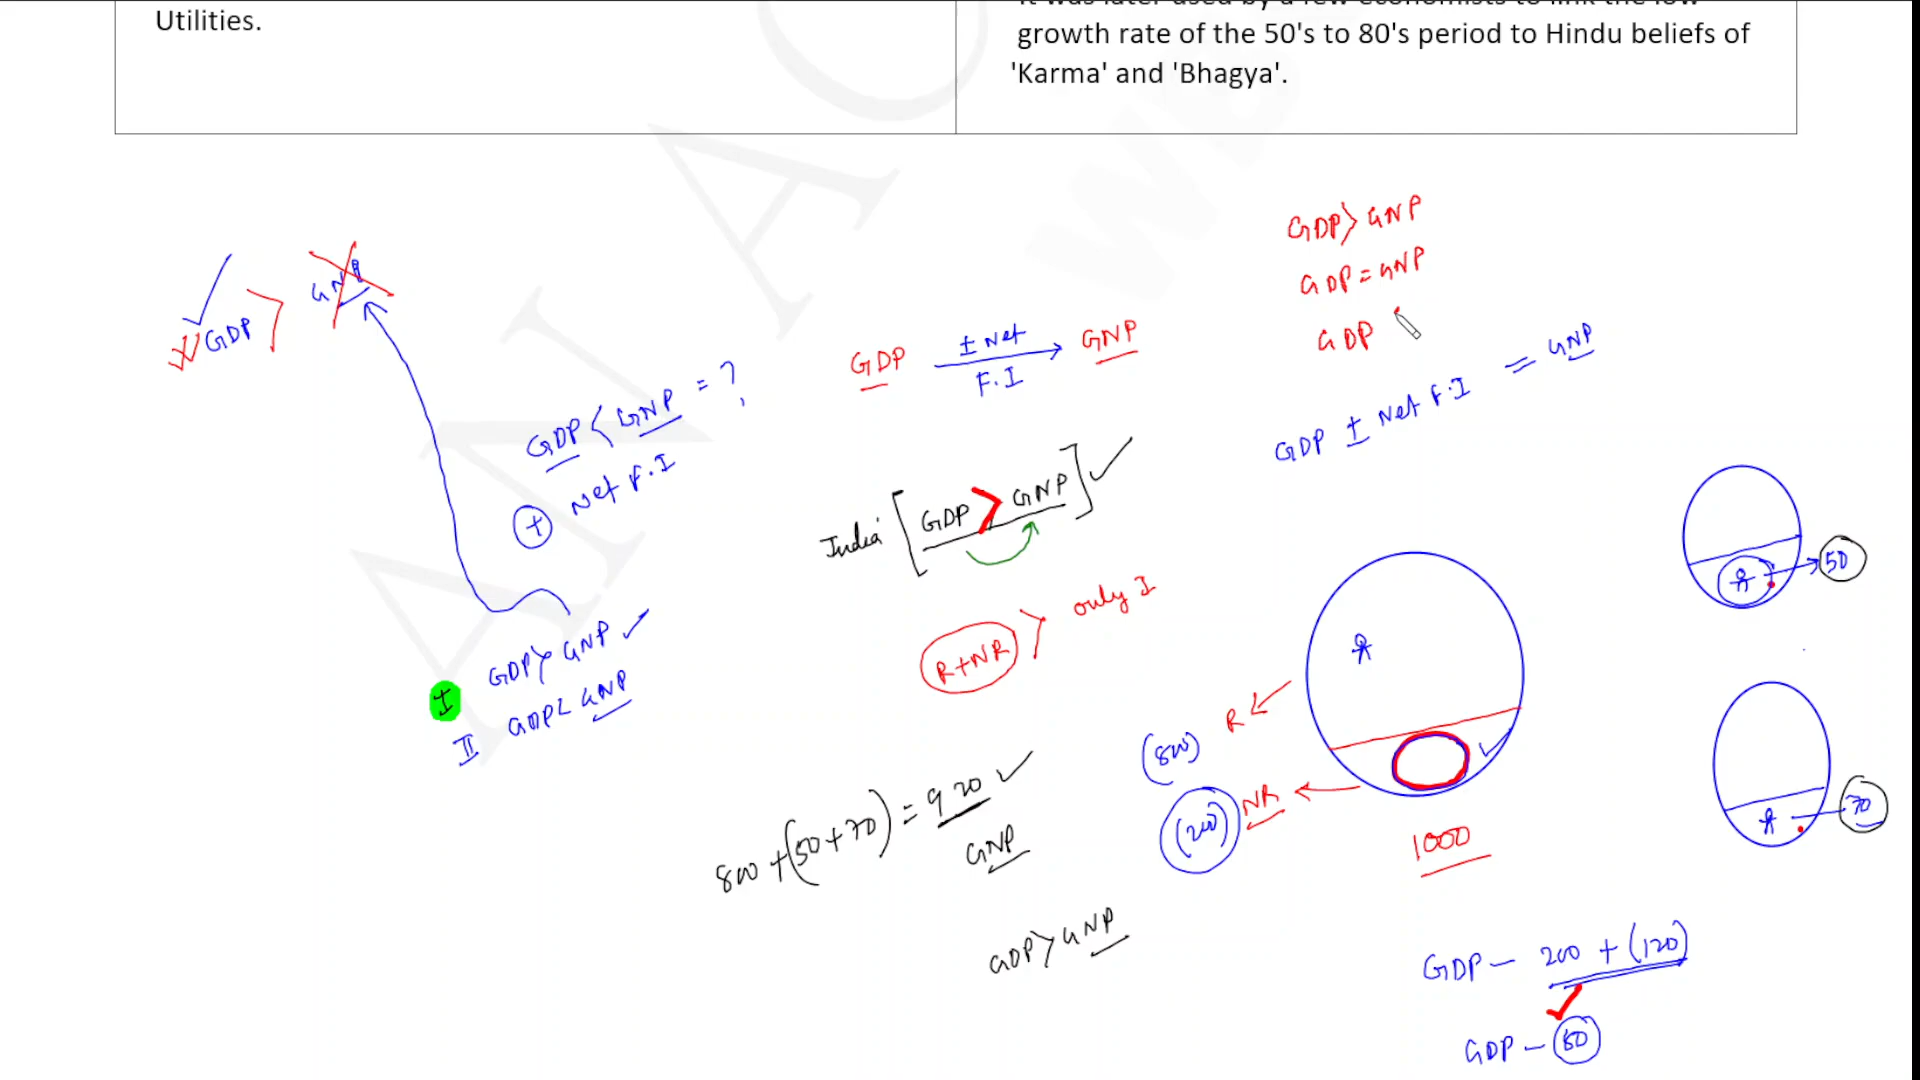 Utilities.
growth rate of the 50's to 80's period to Hindu beliefs of
'Karma' and 'Bhagya'.
GDP > GNP
GDP = GNP
GDP
GDP > GNP
GDP ± Net F.I → GNP
GDP ± Net F.I = GNP
GDP < GNP = ?
+ Net F.I
India [GDP > GNP]
R+NR > only I
I GDP > GNP
II GDP < GNP
50
70
R (800)
NR (200)
1000
800 + (50+70) = 920
GNP
GDP > GNP
GDP - 200 + (120)
GDP - 80